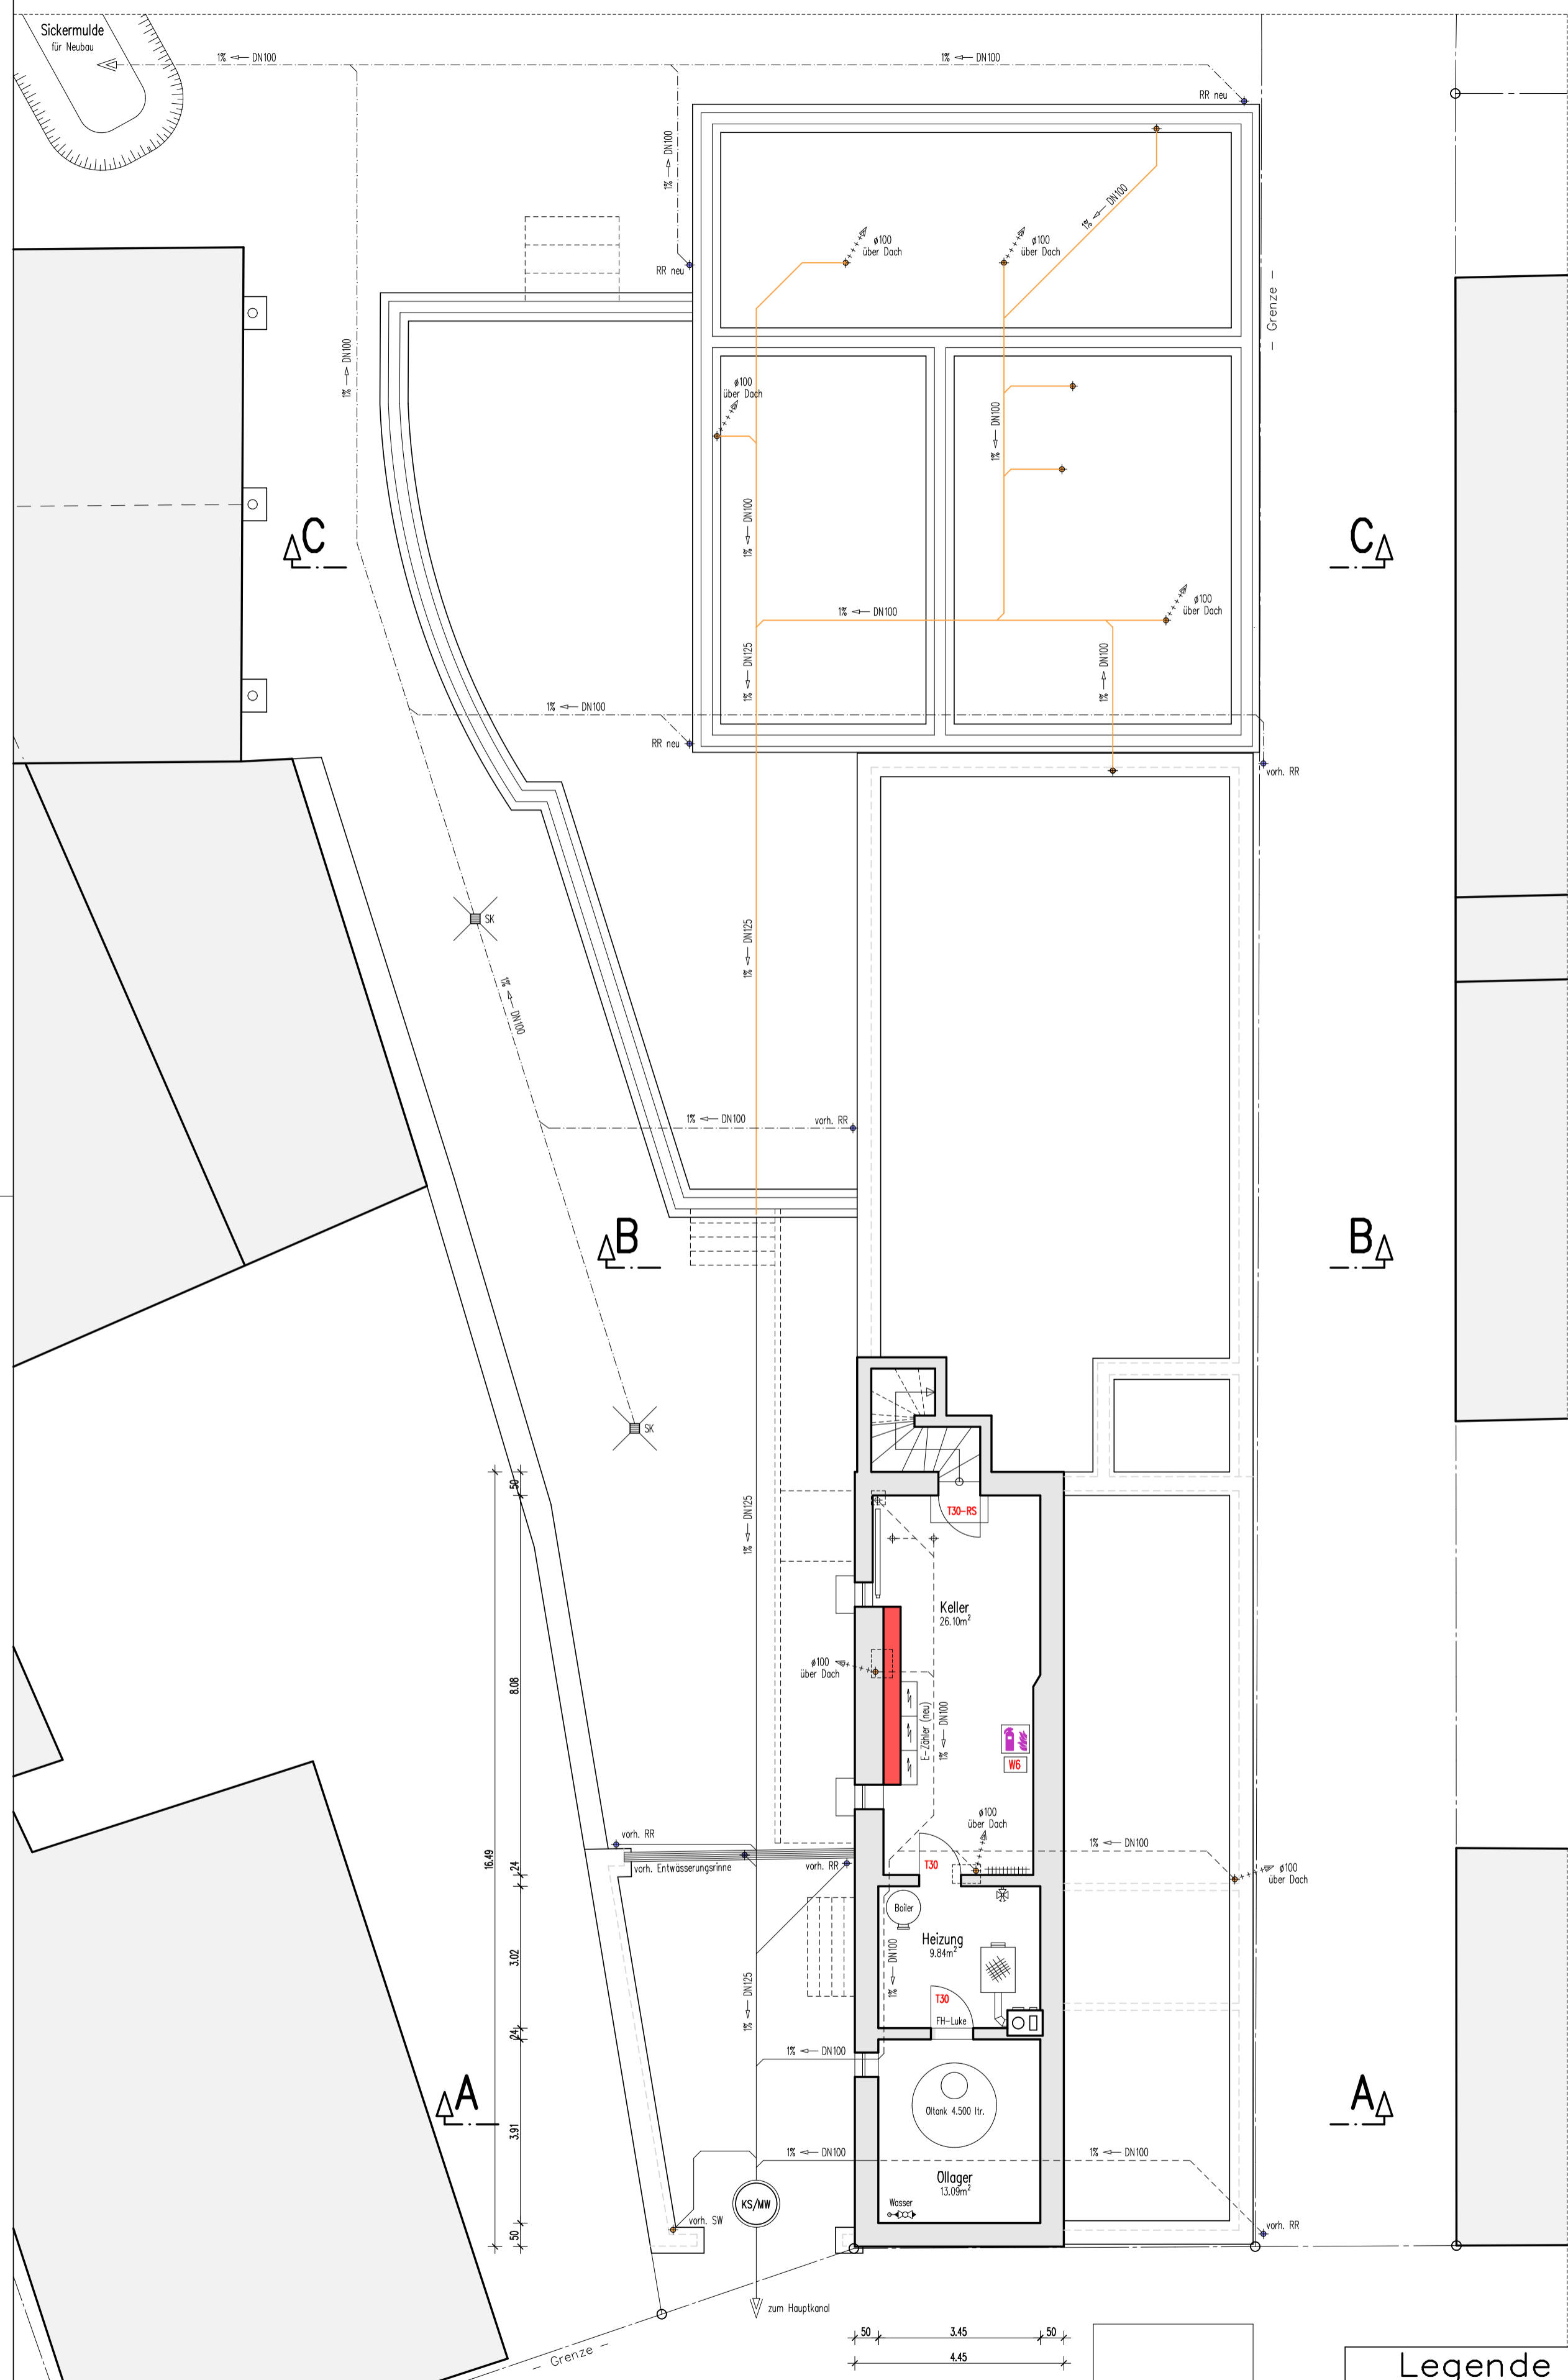 Sickermulde
für Neubau
1% DN100
1% DN100
RR neu
1% DN100
1% DN100
ø100
über Dach
ø100
über Dach
RR neu
- Grenze -
1% DN100
ø100
über Dach
1% DN100
1% DN100
C
C
ø100
über Dach
1% DN100
1% DN125
1% DN100
1% DN100
RR neu
vorh. RR
SK
1% DN125
1% DN100
1% DN100
vorh. RR
B
B
SK
50
T30-RS
1% DN125
Keller
26.10m²
ø100
über Dach
8.08
E-Zähler (neu)
1% DN100
W6
ø100
über Dach
vorh. RR
1% DN100
16.49
24
vorh. Entwässerungsrinne
vorh. RR
T30
ø100
über Dach
Boiler
Heizung
9.84m²
3.02
1% DN125
1% DN100
T30
FH-Luke
24
1% DN100
A
A
Öltank 4.500 ltr.
3.91
1% DN100
1% DN100
Öllager
13.09m²
KS/MW
Wasser
vorh. SW
50
vorh. RR
zum Hauptkanal
50
3.45
50
- Grenze -
4.45
Legende